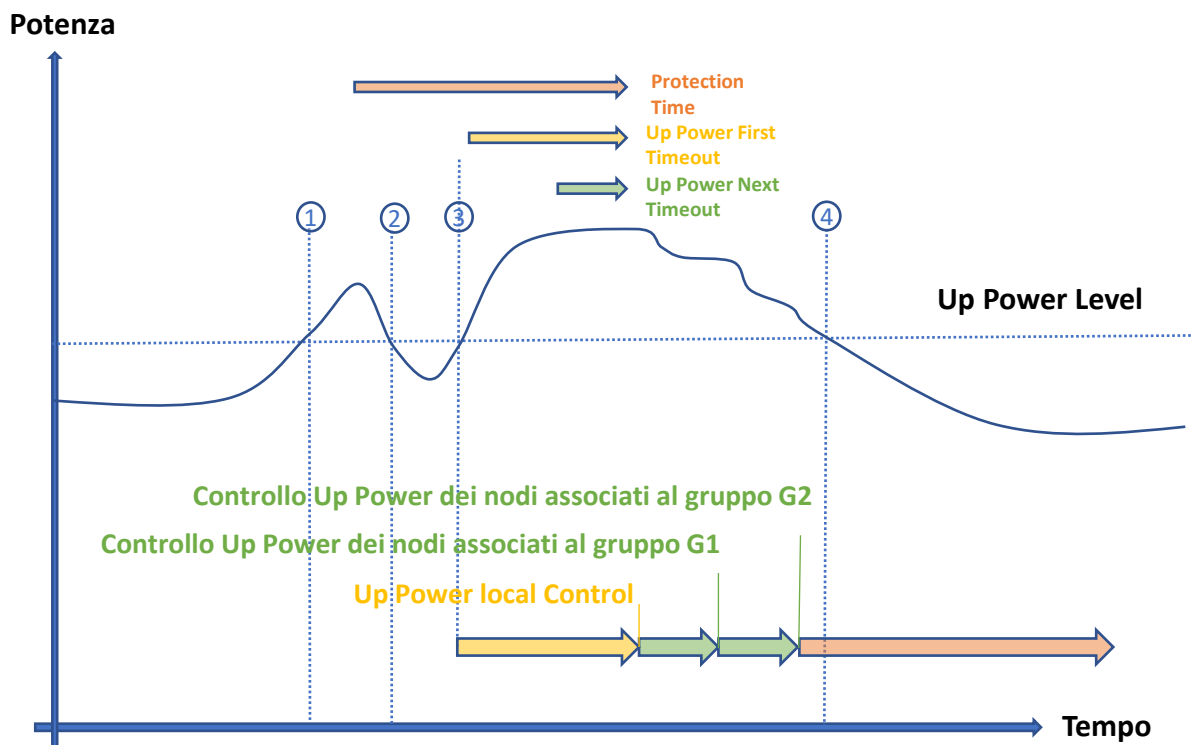 Potenza
Protection
Time
Up Power First
Timeout
Up Power Next
Timeout
1
2
3
4
Up Power Level
Controllo Up Power dei nodi associati al gruppo G2
Controllo Up Power dei nodi associati al gruppo G1
Up Power local Control
Tempo